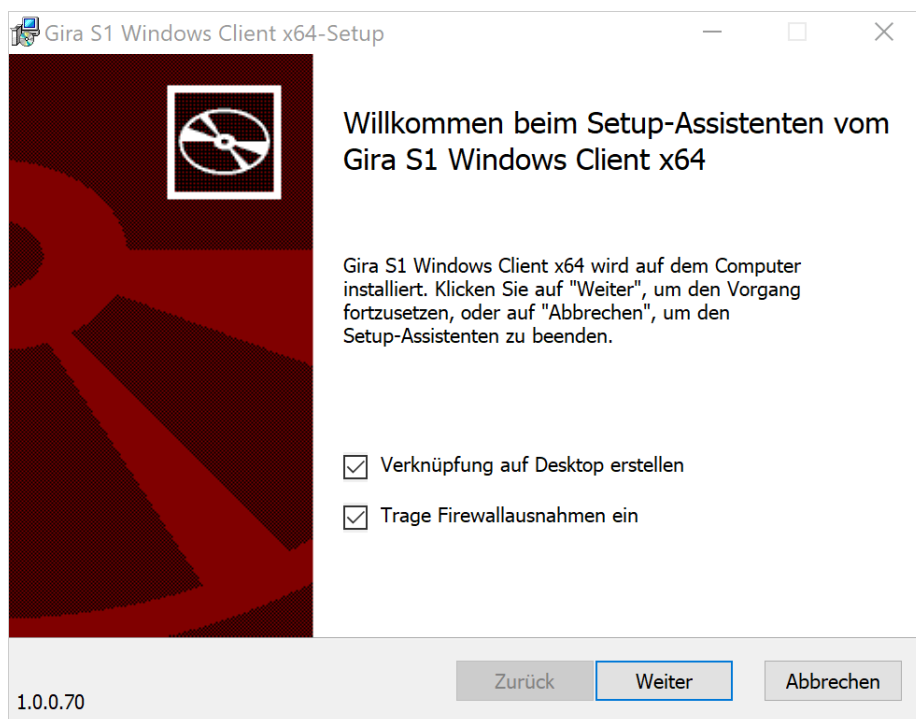 Gira S1 Windows Client x64-Setup
Willkommen beim Setup-Assistenten vom
Gira S1 Windows Client x64
Gira S1 Windows Client x64 wird auf dem Computer
installiert. Klicken Sie auf "Weiter", um den Vorgang
fortzusetzen, oder auf "Abbrechen", um den
Setup-Assistenten zu beenden.
Verknüpfung auf Desktop erstellen
Trage Firewallausnahmen ein
1.0.0.70
Zurück
Weiter
Abbrechen